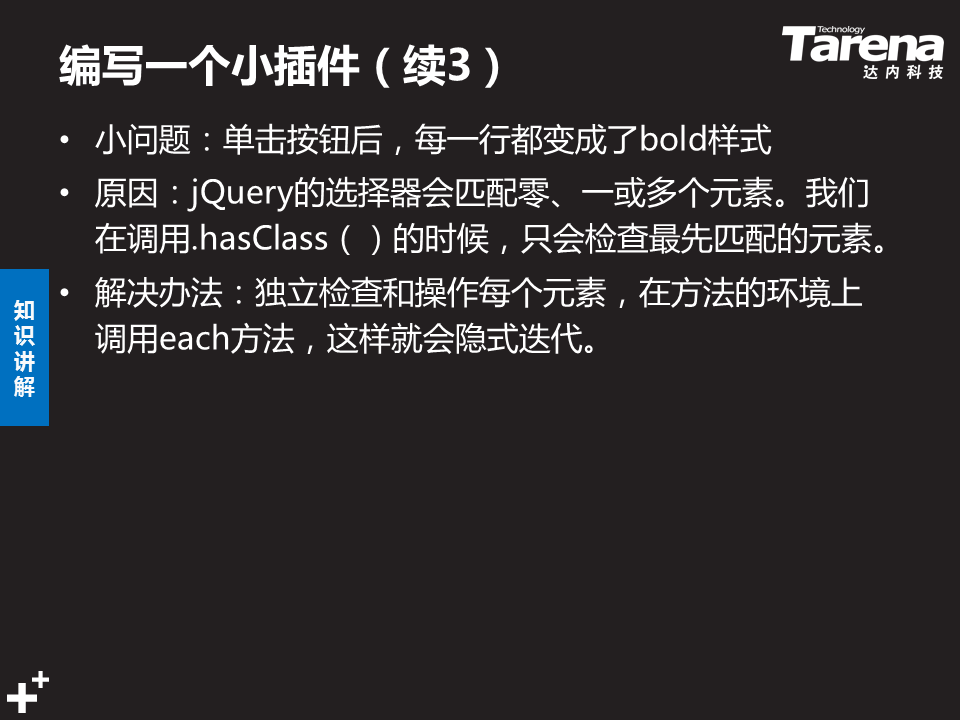 编写一个小插件（续3）
Technology
Tarena
达内科技
• 小问题：单击按钮后，每一行都变成了bold样式
• 原因：jQuery的选择器会匹配零、一或多个元素。我们
在调用.hasClass（）的时候，只会检查最先匹配的元素。
• 解决办法：独立检查和操作每个元素，在方法的环境上
调用each方法，这样就会隐式迭代。
知
识
讲
解